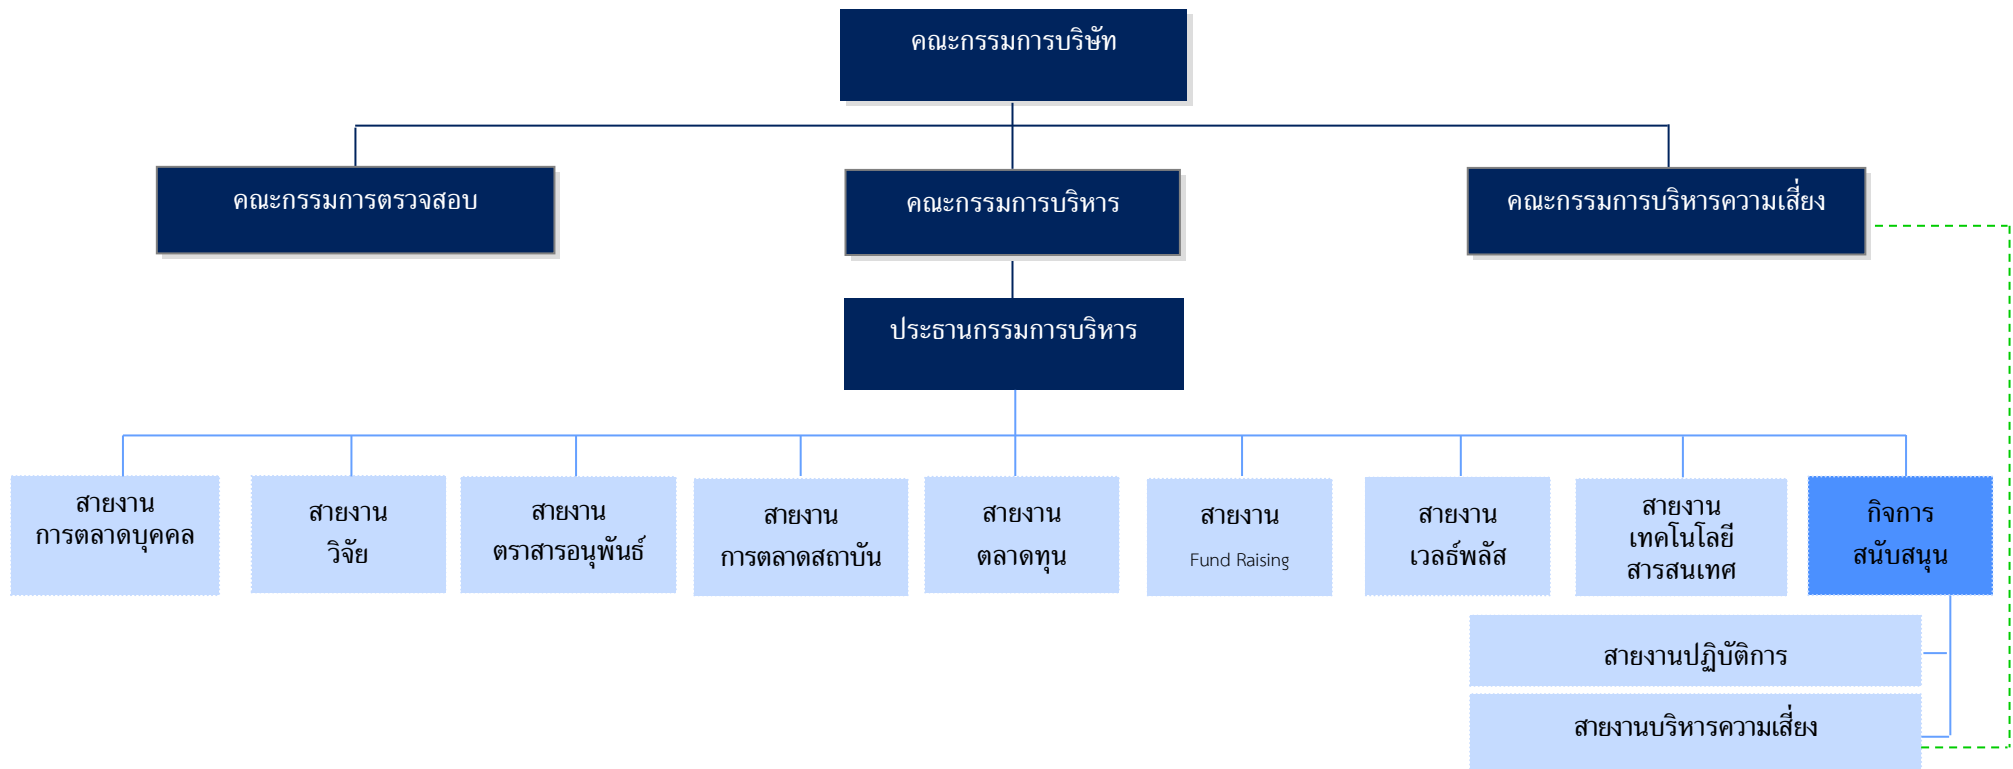 คณะกรรมการบริษัท
คณะกรรมการตรวจสอบ
คณะกรรมการบริหาร
คณะกรรมการบริหารความเสี่ยง
ประธานกรรมการบริหาร
สายงาน
การตลาดบุคคล
สายงาน
วิจัย
สายงาน
ตราสารอนุพันธ์
สายงาน
การตลาดสถาบัน
สายงาน
ตลาดทุน
สายงาน
Fund Raising
สายงาน
เวลธ์พลัส
สายงาน
เทคโนโลยี
สารสนเทศ
กิจการ
สนับสนุน
สายงานปฏิบัติการ
สายงานบริหารความเสี่ยง